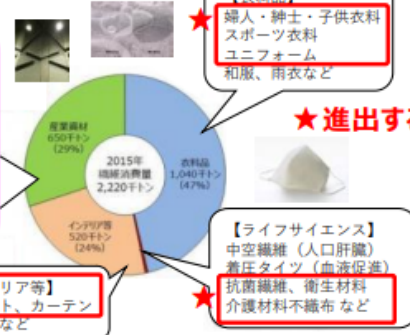 ★ 婦人・紳士・子供衣料
スポーツ衣料
ユニフォーム
和服、雨衣など
★進出す
産業資材
650千トン
(29%)
2015年
繊維消費量
2,220千トン
衣料品
1,040千トン
(47%)
インテリア等
520千トン
(24%)
【ライフサイエンス】
中空繊維（人口肝臓）
着圧タイツ（血液促進）
★ 抗菌繊維、衛生材料
介護材料不織布 など
リア等】
ト、カーテン
など